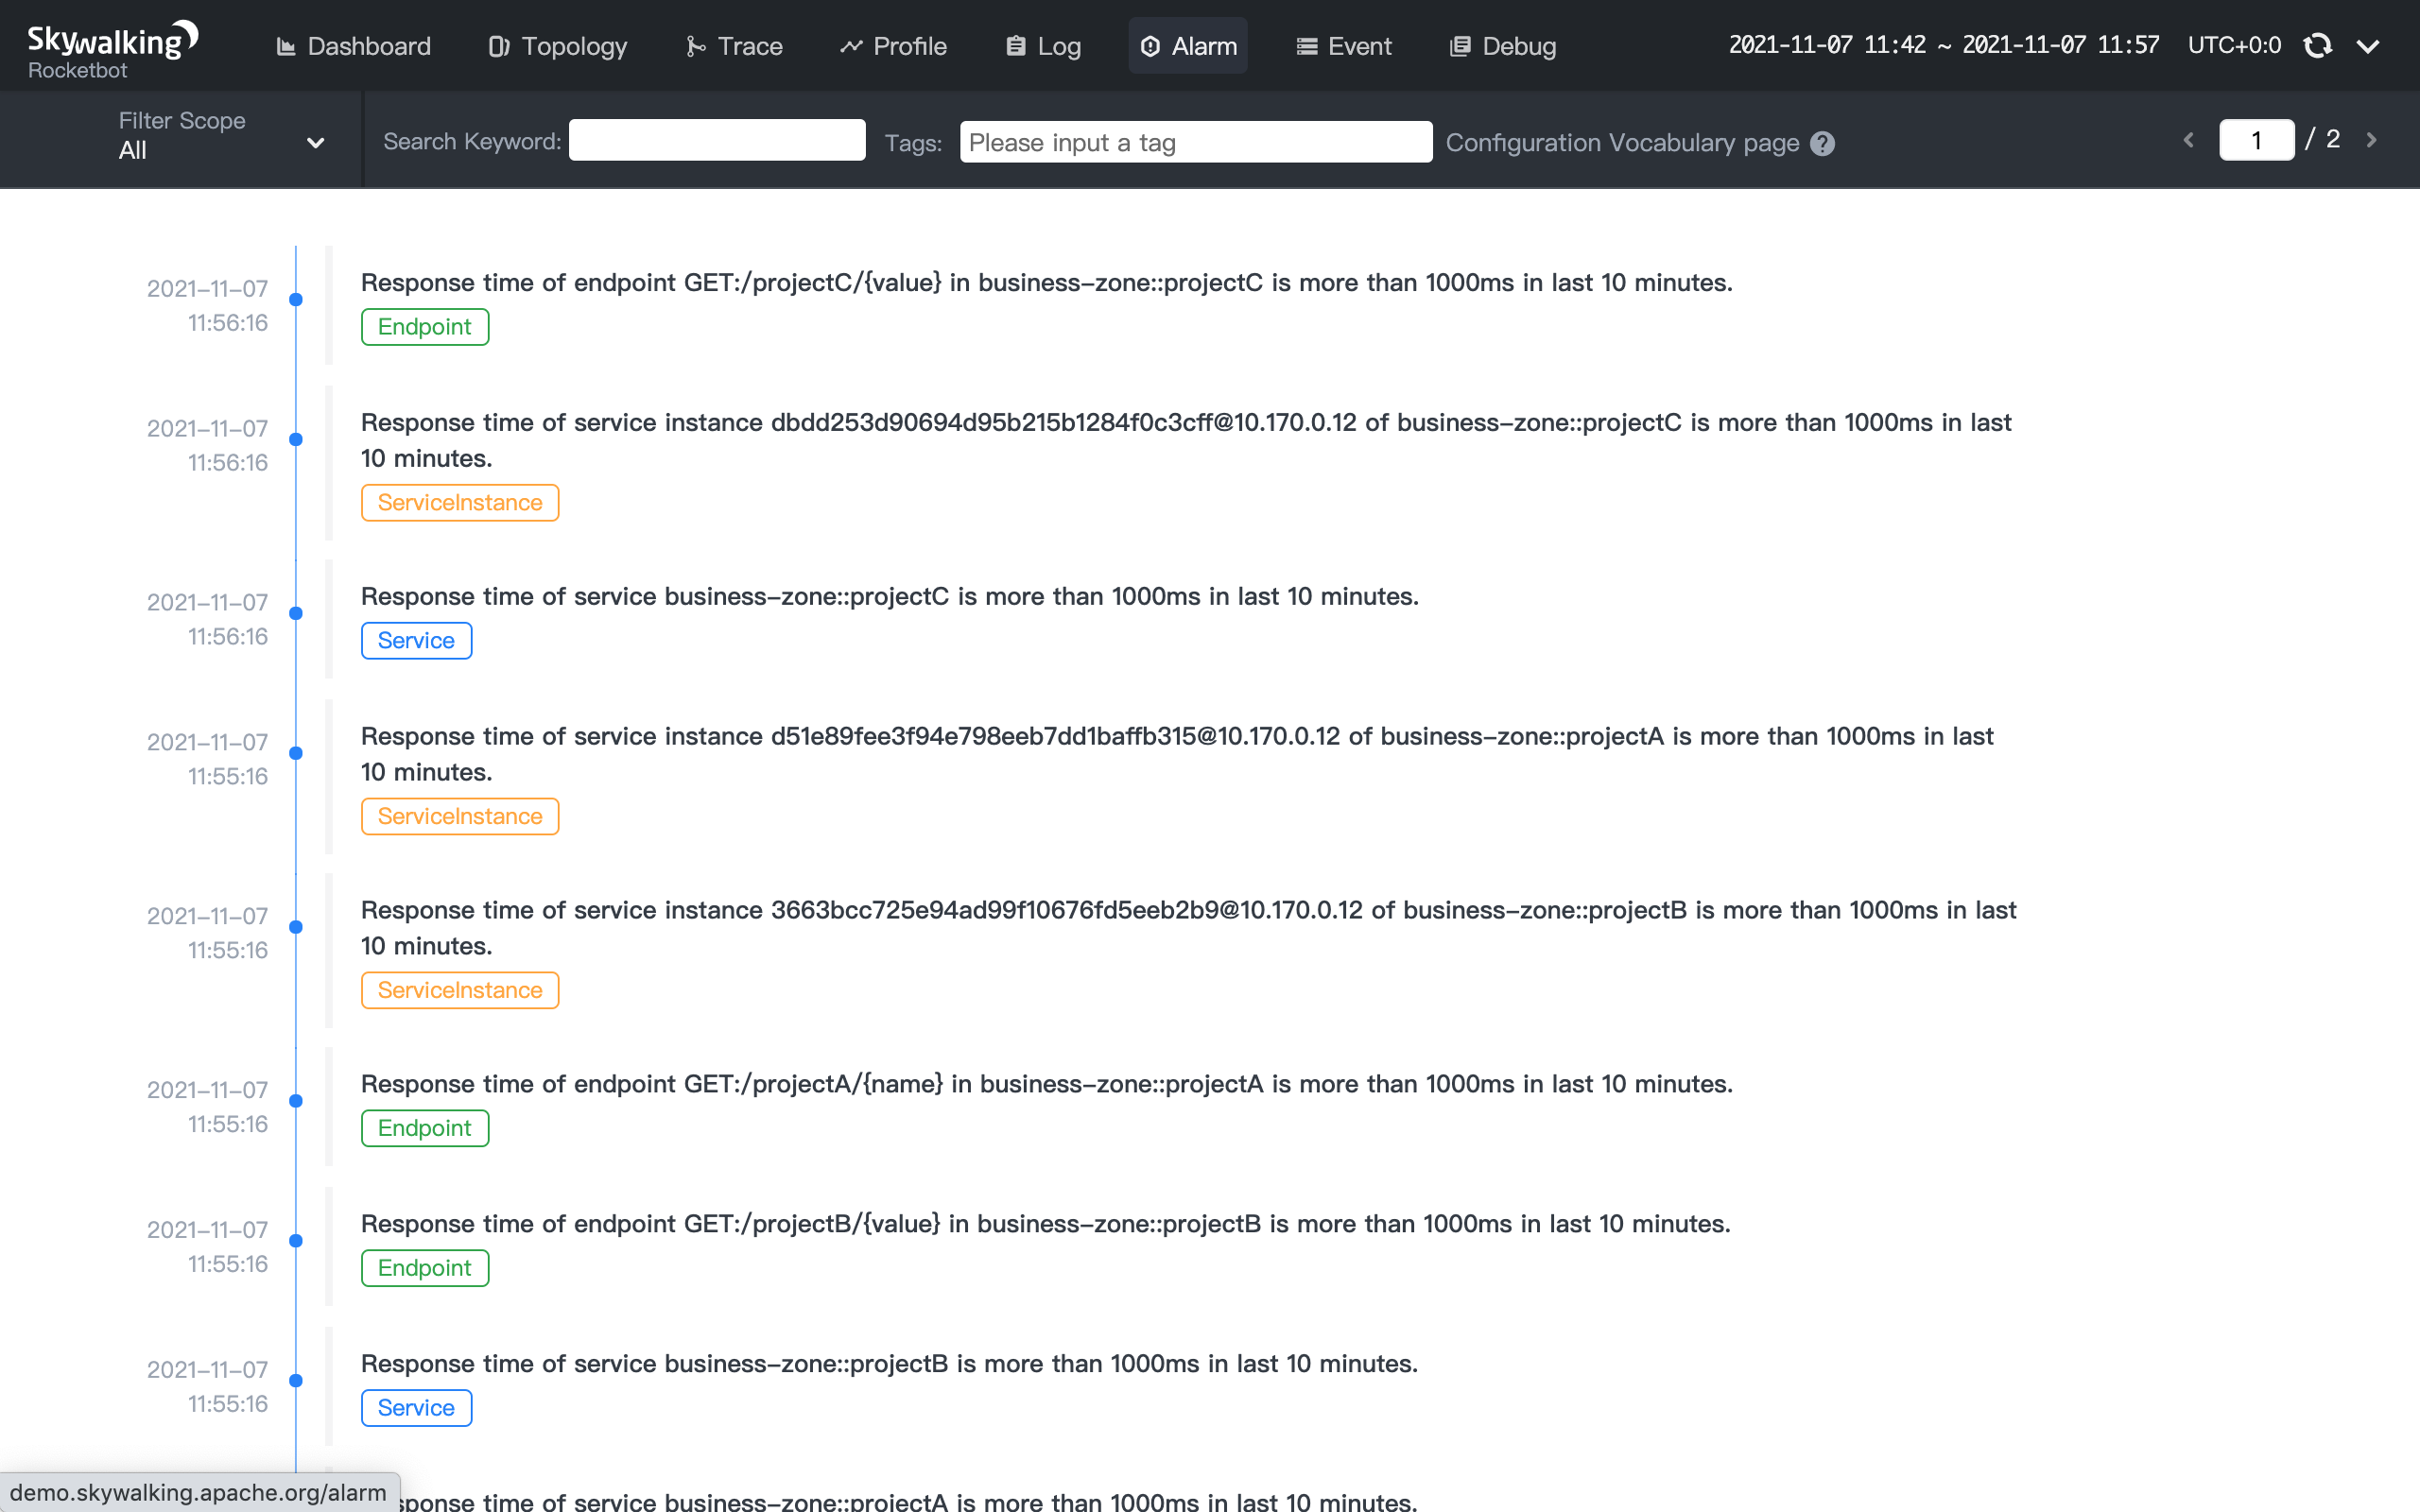 Skywalking
Rocketbot
Dashboard
Topology
Trace
Profile
Log
Alarm
Event
Debug
2021-11-07 11:42 ~ 2021-11-07 11:57
UTC+0:0
Filter Scope
All
Search Keyword:
Tags:
Please input a tag
Configuration Vocabulary page ?
1 / 2
2021-11-07
11:56:16
Response time of endpoint GET:/projectC/{value} in business-zone::projectC is more than 1000ms in last 10 minutes.
Endpoint
2021-11-07
11:56:16
Response time of service instance dbdd253d90694d95b215b1284f0c3cff@10.170.0.12 of business-zone::projectC is more than 1000ms in last
10 minutes.
ServiceInstance
2021-11-07
11:56:16
Response time of service business-zone::projectC is more than 1000ms in last 10 minutes.
Service
2021-11-07
11:55:16
Response time of service instance d51e89fee3f94e798eeb7dd1baffb315@10.170.0.12 of business-zone::projectA is more than 1000ms in last
10 minutes.
ServiceInstance
2021-11-07
11:55:16
Response time of service instance 3663bcc725e94ad99f10676fd5eeb2b9@10.170.0.12 of business-zone::projectB is more than 1000ms in last
10 minutes.
ServiceInstance
2021-11-07
11:55:16
Response time of endpoint GET:/projectA/{name} in business-zone::projectA is more than 1000ms in last 10 minutes.
Endpoint
2021-11-07
11:55:16
Response time of endpoint GET:/projectB/{value} in business-zone::projectB is more than 1000ms in last 10 minutes.
Endpoint
2021-11-07
11:55:16
Response time of service business-zone::projectB is more than 1000ms in last 10 minutes.
Service
sponse time of service business-zone::projectA is more than 1000ms in last 10 minutes.
demo.skywalking.apache.org/alarm